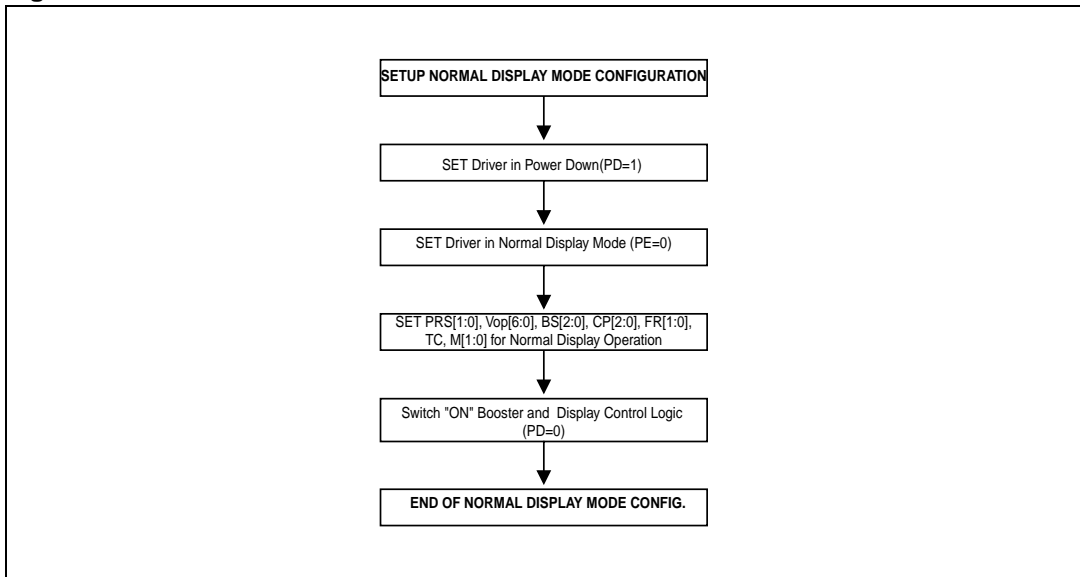 SETUP NORMAL DISPLAY MODE CONFIGURATION
SET Driver in Power Down(PD=1)
SET Driver in Normal Display Mode (PE=0)
SET PRS[1:0], Vop[6:0], BS[2:0], CP[2:0], FR[1:0],
TC, M[1:0] for Normal Display Operation
Switch "ON" Booster and Display Control Logic
(PD=0)
END OF NORMAL DISPLAY MODE CONFIG.